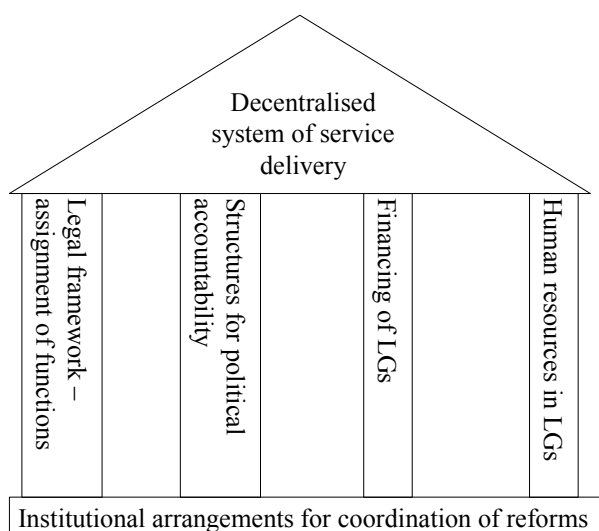 Decentralised
system of service
delivery
Legal framework –
assignment of functions
Structures for political
accountability
Financing of LGs
Human resources in LGs
Institutional arrangements for coordination of reforms